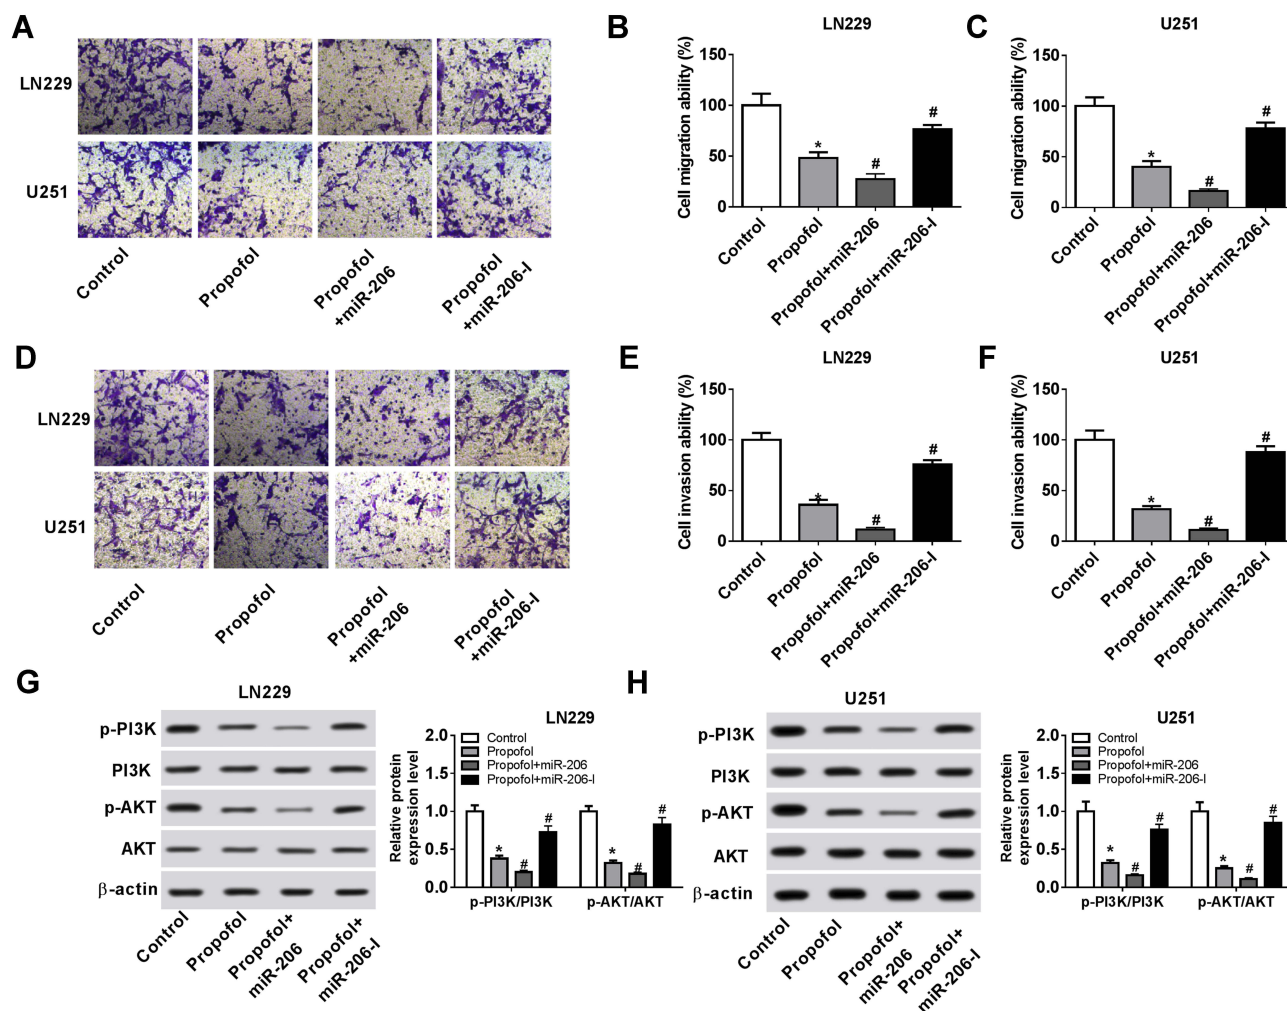 A
LN229
U251
Control
Propofol
Propofol
+miR-206
Propofol
+miR-206-I
B
LN229
Cell migration ability (%)
150
100
50
0
*
#
#
Control
Propofol
Propofol+miR-206
Propofol+miR-206-I
C
U251
Cell migration ability (%)
150
100
50
0
*
#
#
Control
Propofol
Propofol+miR-206
Propofol+miR-206-I
D
LN229
U251
Control
Propofol
Propofol
+miR-206
Propofol
+miR-206-I
E
LN229
Cell invasion ability (%)
150
100
50
0
*
#
#
Control
Propofol
Propofol+miR-206
Propofol+miR-206-I
F
U251
Cell invasion ability (%)
150
100
50
0
*
#
#
Control
Propofol
Propofol+miR-206
Propofol+miR-206-I
G
LN229
p-PI3K
PI3K
p-AKT
AKT
β-actin
Control
Propofol
Propofol+
miR-206
Propofol+
miR-206-I
LN229
Relative protein
expression level
2.0
1.5
1.0
0.5
0.0
Control
Propofol
Propofol+miR-206
Propofol+miR-206-I
*
#
#
*
#
#
p-PI3K/PI3K
p-AKT/AKT
H
U251
p-PI3K
PI3K
p-AKT
AKT
β-actin
Control
Propofol
Propofol+
miR-206
Propofol+
miR-206-I
U251
Relative protein
expression level
2.0
1.5
1.0
0.5
0.0
Control
Propofol
Propofol+miR-206
Propofol+miR-206-I
*
#
#
*
#
#
p-PI3K/PI3K
p-AKT/AKT